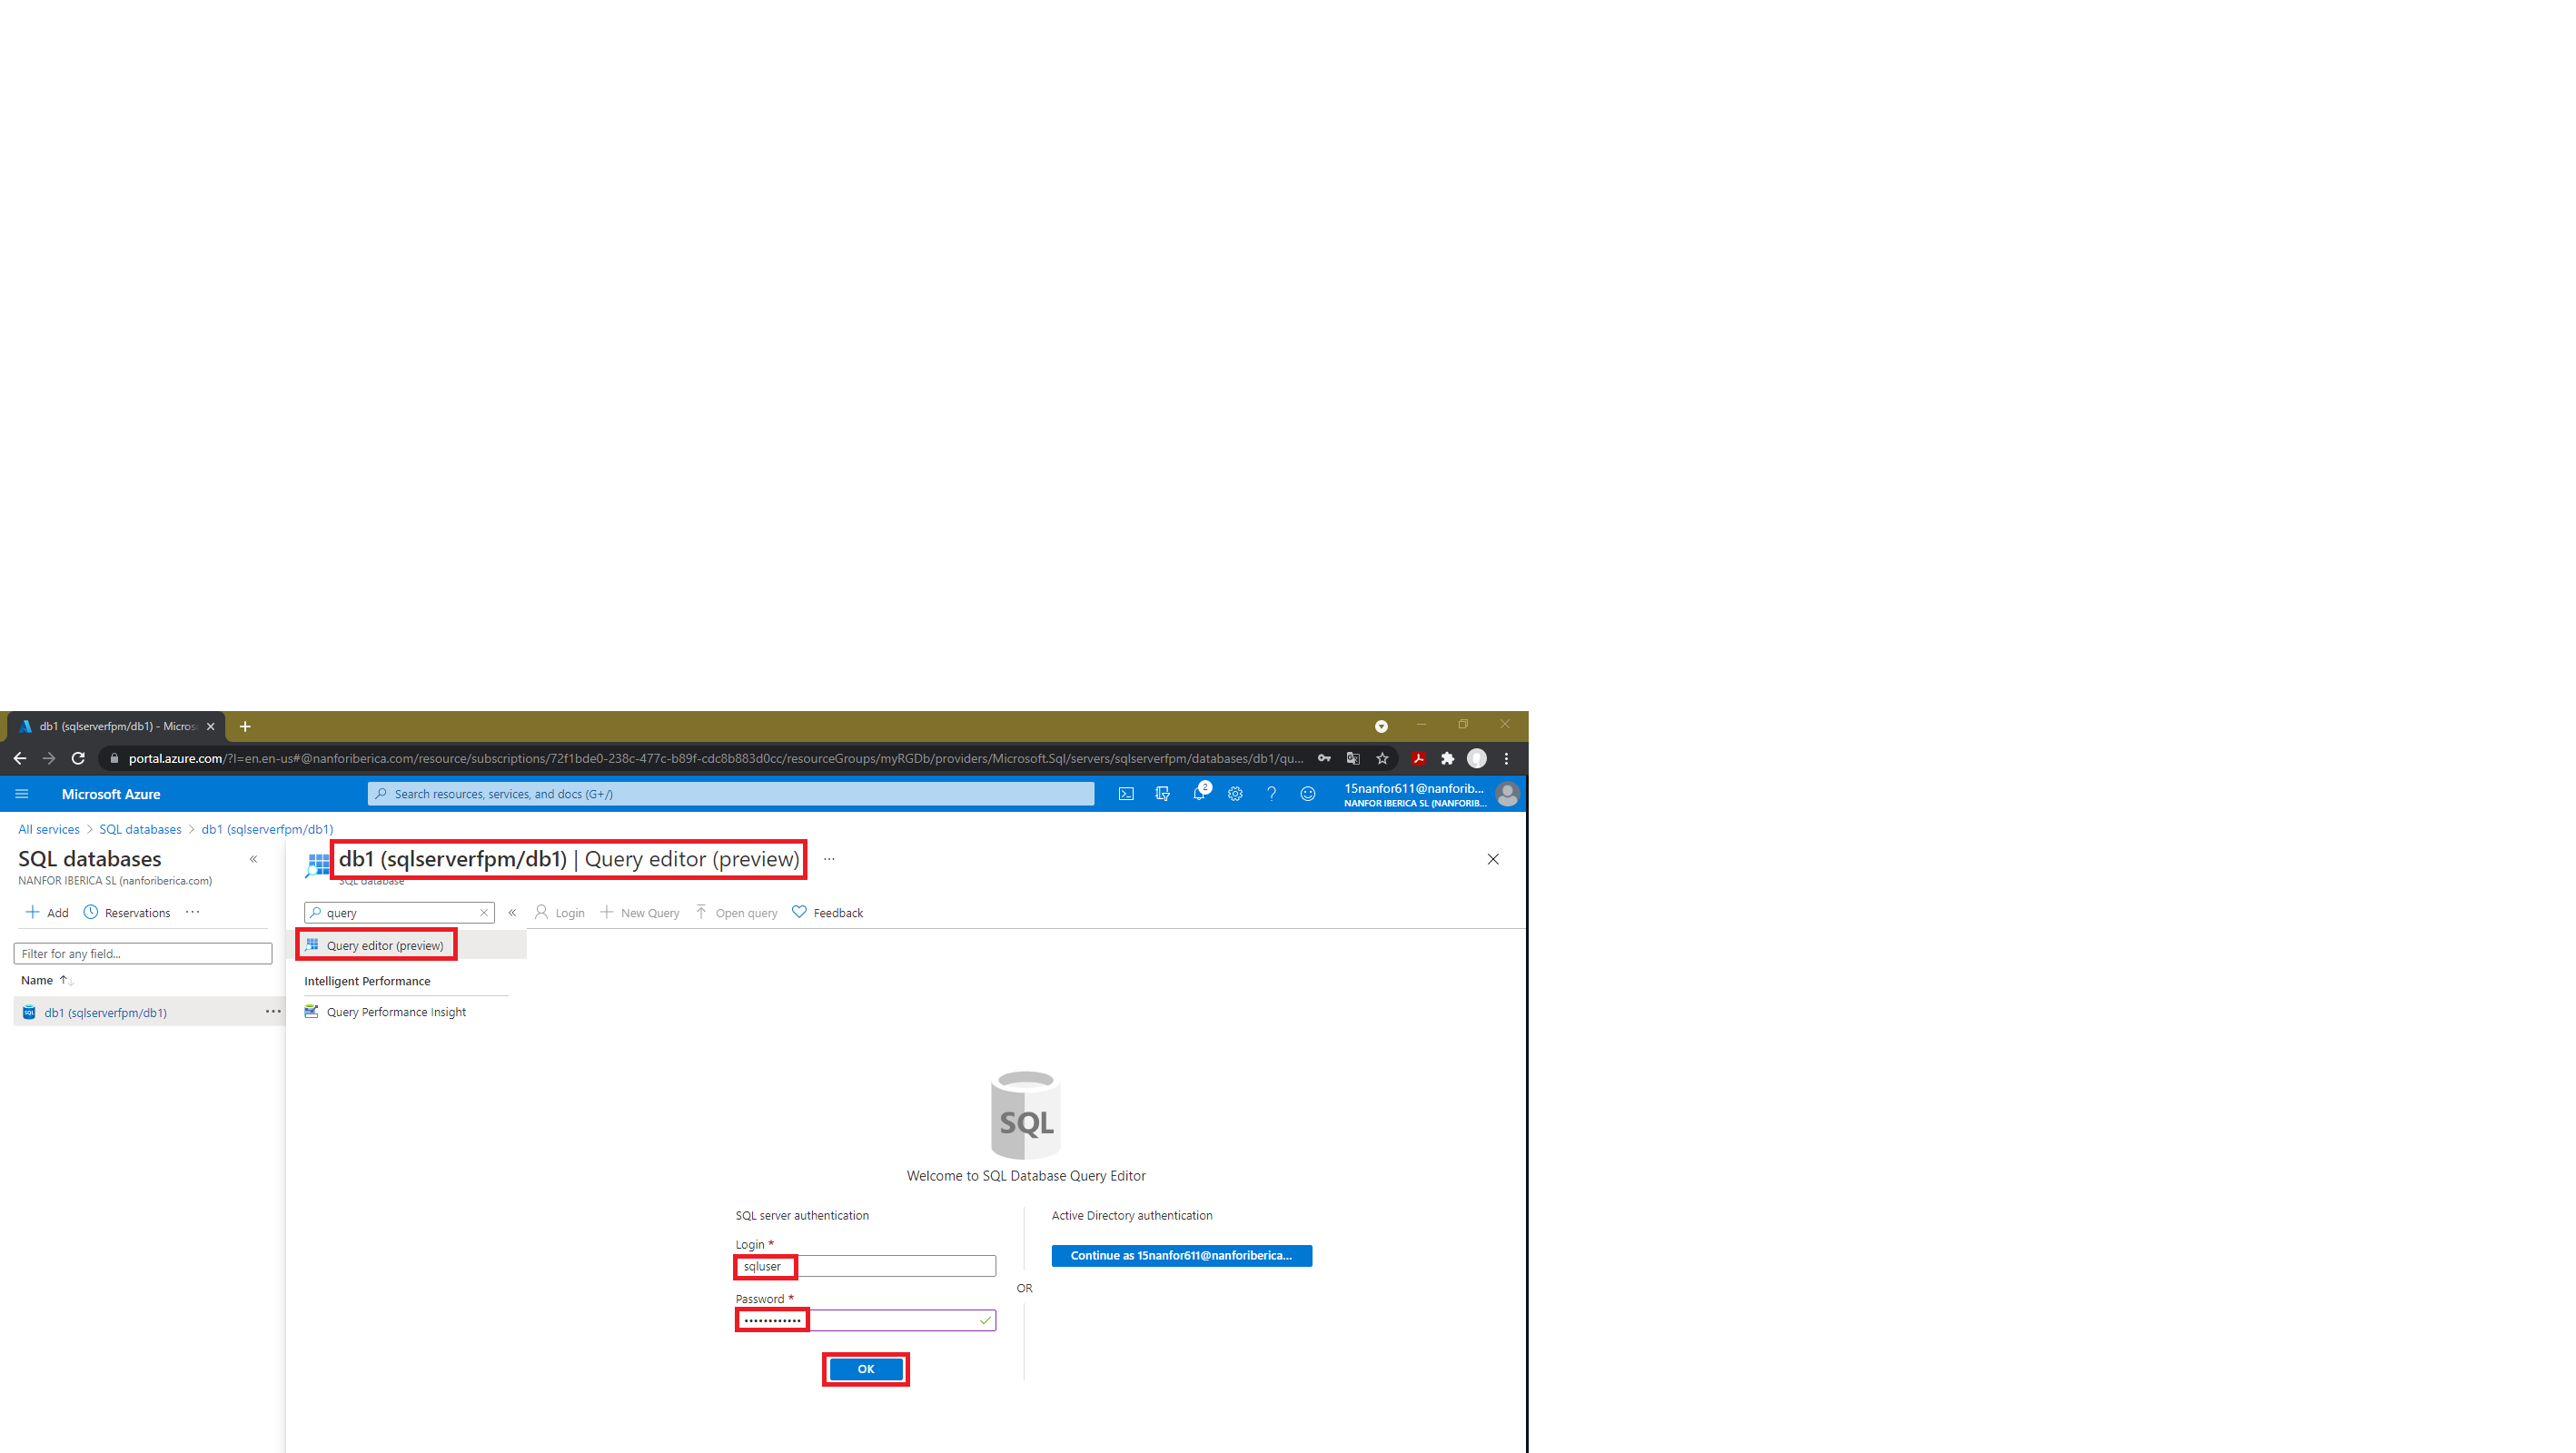 db1 (sqlserverfpm/db1) - Micros
portal.azure.com/?l=en.en-us#@nanforiberica.com/resource/subscriptions/72f1bde0-238c-477c-b89f-cdc8b883d0cc/resourceGroups/myRGDb/providers/Microsoft.Sql/servers/sqlserverfpm/databases/db1/qu...
Microsoft Azure
Search resources, services, and docs (G+/)
2
15nanfor611@nanforib...
NANFOR IBERICA SL (NANFORIB...
All services > SQL databases > db1 (sqlserverfpm/db1)
SQL databases
NANFOR IBERICA SL (nanforiberica.com)
Add
Reservations
Filter for any field...
Name
db1 (sqlserverfpm/db1)
db1 (sqlserverfpm/db1) | Query editor (preview)
SQL database
query
Login
New Query
Open query
Feedback
Query editor (preview)
Intelligent Performance
Query Performance Insight
SQL
Welcome to SQL Database Query Editor
SQL server authentication
Login *
sqluser
Password *
OK
OR
Active Directory authentication
Continue as 15nanfor611@nanforiberica...